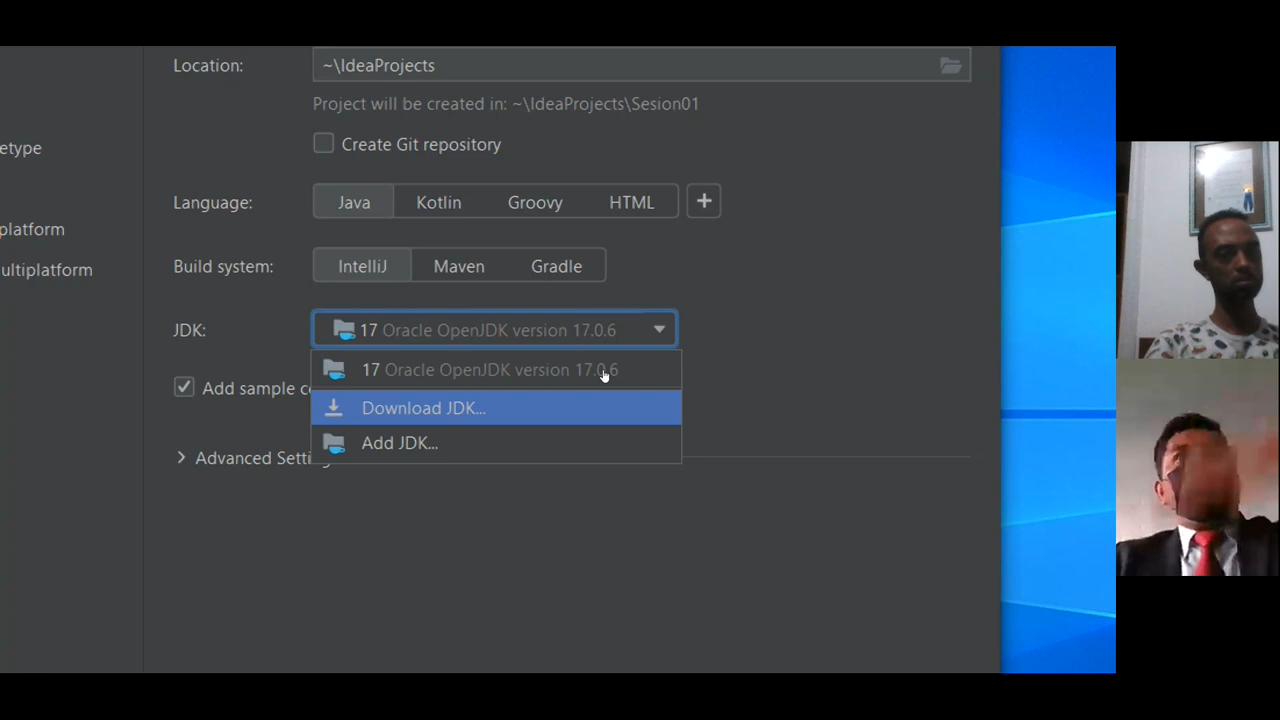 Location:
~\IdeaProjects
Project will be created in: ~\IdeaProjects\Sesion01
etype
Create Git repository
Language:
Java Kotlin Groovy HTML +
platform
Build system:
IntelliJ Maven Gradle
ultiplatform
JDK:
17 Oracle OpenJDK version 17.0.6
17 Oracle OpenJDK version 17.0.6
Add sample c
Download JDK...
Add JDK...
Advanced Setting